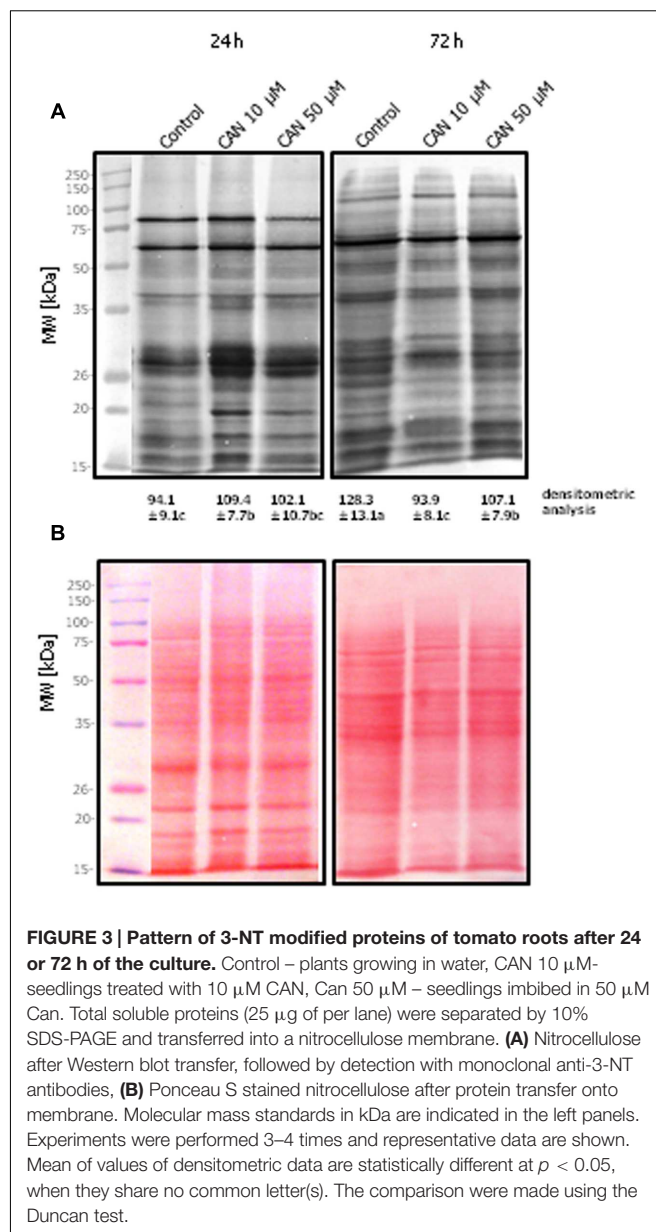 24 h 72 h
A
Control CAN 10 µM CAN 50 µM Control CAN 10 µM CAN 50 µM
MW [kDa]
250-
150-
100-
75-
50-
35-
26-
20-
15-
94.1 109.4 102.1 128.3 93.9 107.1 densitometric
±9.1c ±7.7b ±10.7bc ±13.1a ±8.1c ±7.9b analysis
B
MW [kDa]
250-
150-
100-
75-
50-
35-
26-
20-
15-
FIGURE 3 | Pattern of 3-NT modified proteins of tomato roots after 24
or 72 h of the culture. Control – plants growing in water, CAN 10 µM-
seedlings treated with 10 µM CAN, Can 50 µM – seedlings imbibed in 50 µM
Can. Total soluble proteins (25 µg of per lane) were separated by 10%
SDS-PAGE and transferred into a nitrocellulose membrane. (A) Nitrocellulose
after Western blot transfer, followed by detection with monoclonal anti-3-NT
antibodies, (B) Ponceau S stained nitrocellulose after protein transfer onto
membrane. Molecular mass standards in kDa are indicated in the left panels.
Experiments were performed 3–4 times and representative data are shown.
Mean of values of densitometric data are statistically different at p < 0.05,
when they share no common letter(s). The comparison were made using the
Duncan test.